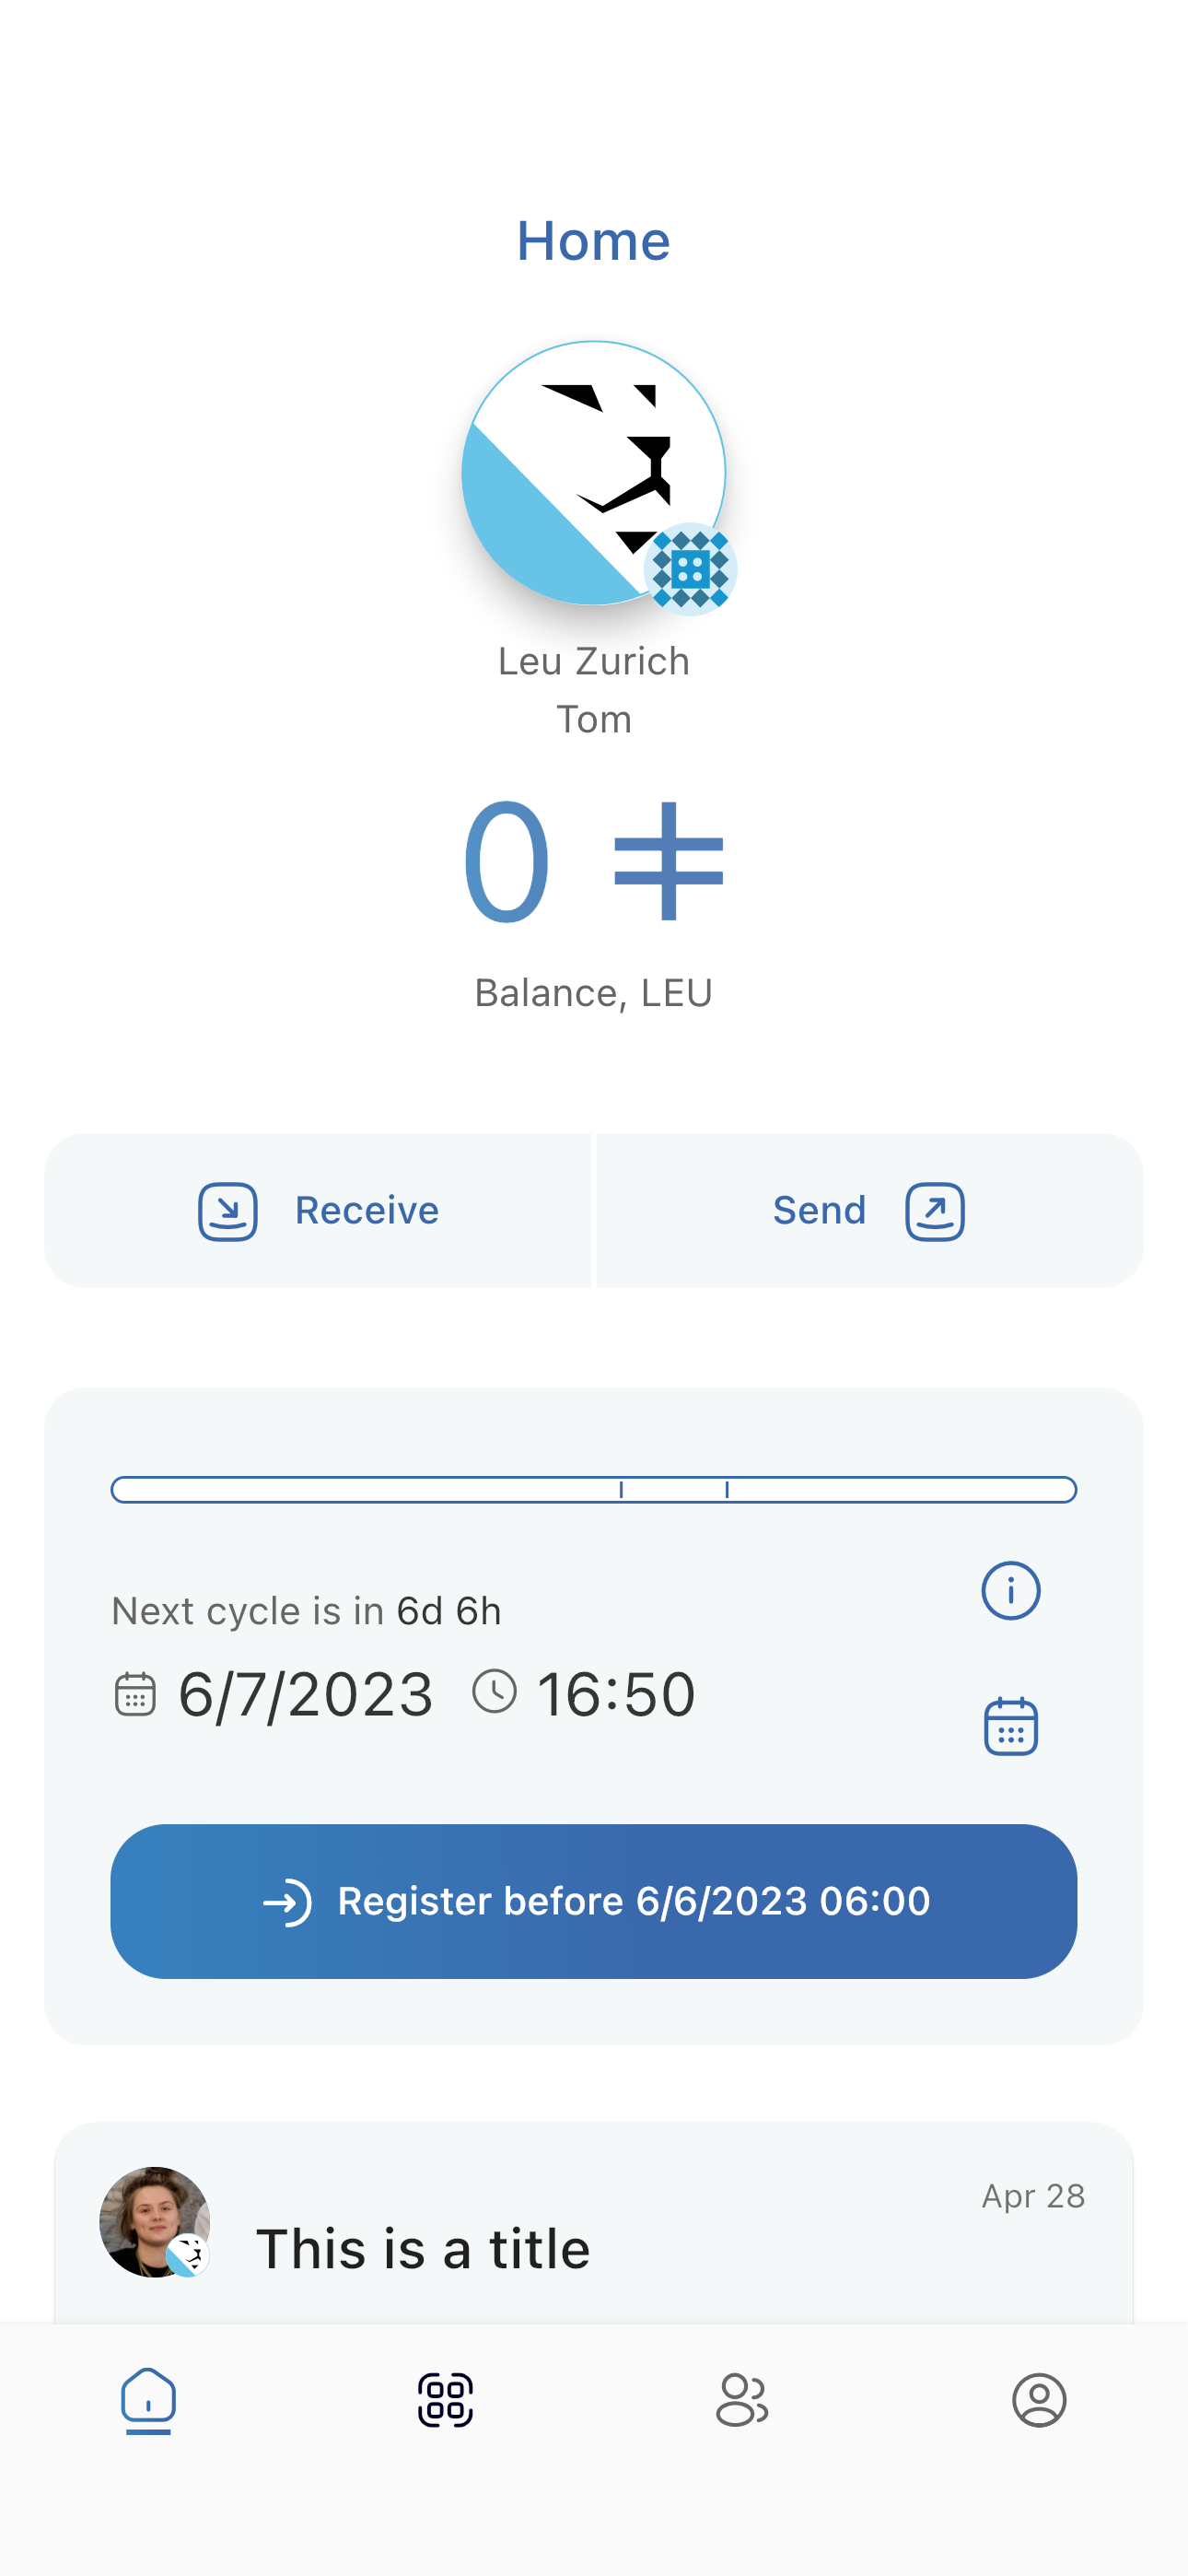 Home
Leu Zurich
Tom
0 ⧧
Balance, LEU
Receive
Send
Next cycle is in 6d 6h
6/7/2023 16:50
Register before 6/6/2023 06:00
Apr 28
This is a title